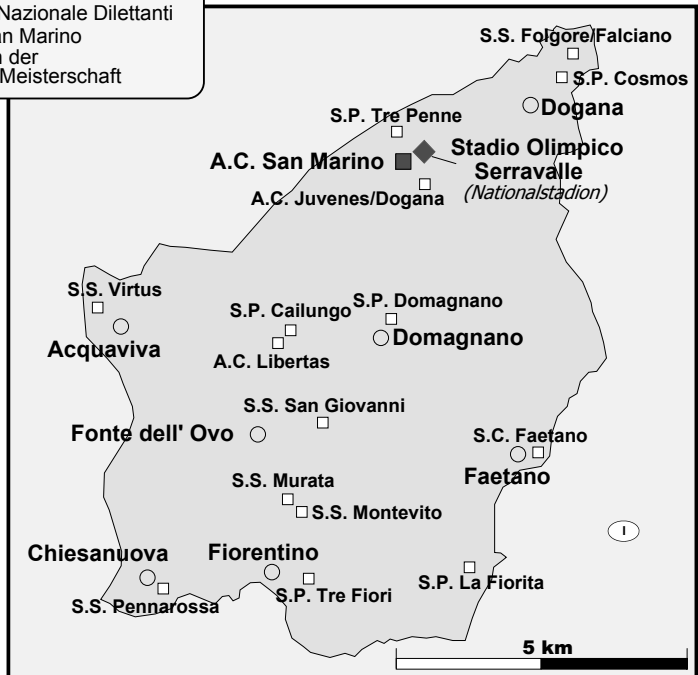 Nazionale Dilettanti
San Marino
der
Meisterschaft
S.S. Folgore/Falciano
S.P. Cosmos
Dogana
S.P. Tre Penne
A.C. San Marino
Stadio Olimpico
Serravalle
(Nationalstadion)
A.C. Juvenes/Dogana
S.S. Virtus
Acquaviva
S.P. Cailungo
S.P. Domagnano
Domagnano
A.C. Libertas
S.S. San Giovanni
Fonte dell' Ovo
S.C. Faetano
Faetano
S.S. Murata
S.S. Montevito
Chiesanuova
Fiorentino
S.S. Pennarossa
S.P. Tre Fiori
S.P. La Fiorita
I
5 km